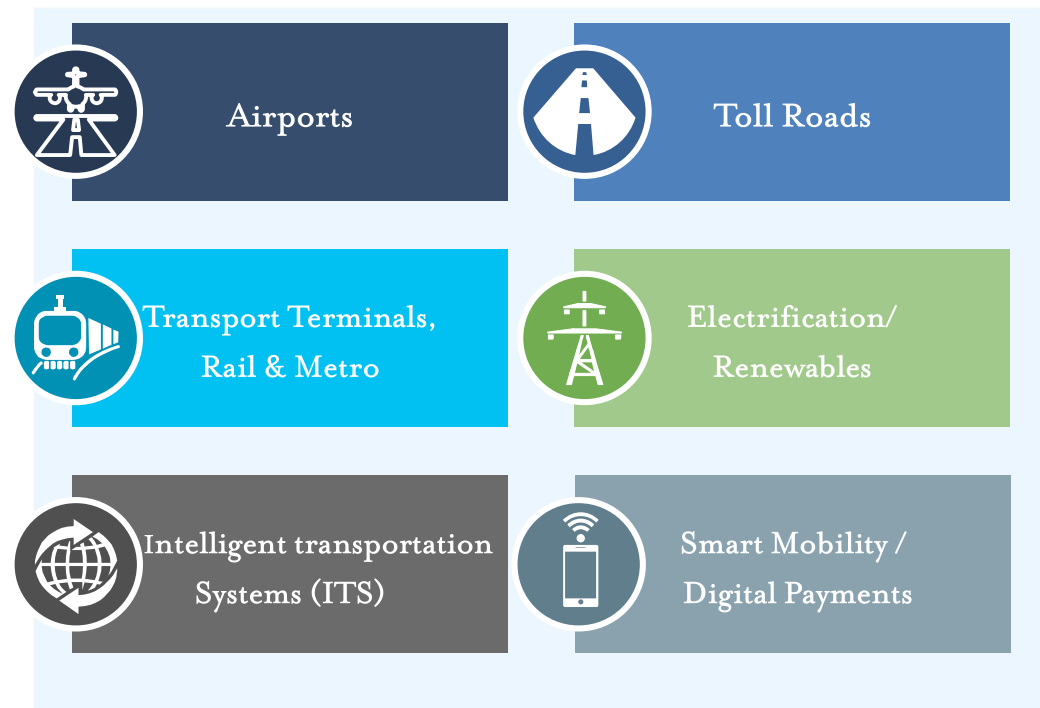 Airports
Toll Roads
Transport Terminals,
Rail & Metro
Electrification/
Renewables
Intelligent transportation
Systems (ITS)
Smart Mobility /
Digital Payments